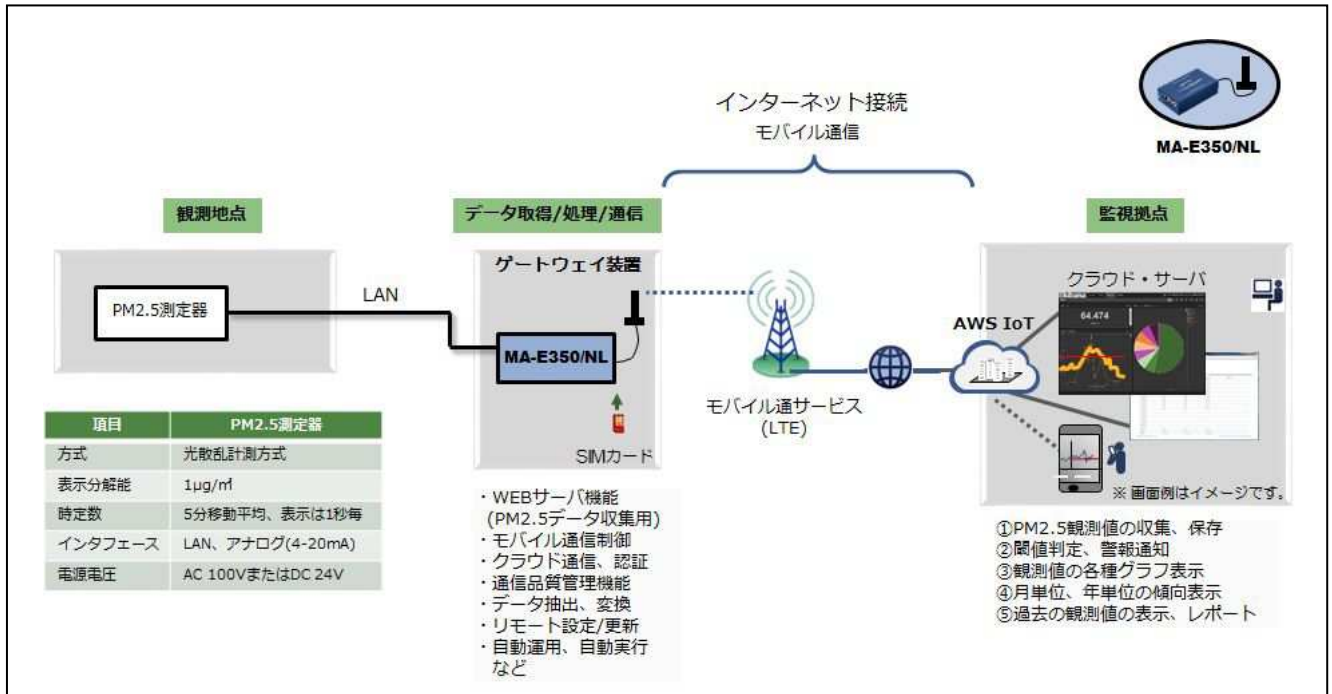 インターネット接続
モバイル通信
MA-E350/NL
観測地点
データ取得/処理/通信
監視拠点
PM2.5測定器
LAN
ゲートウェイ装置
MA-E350/NL
SIMカード
モバイル通サービス
(LTE)
AWS IoT
クラウド・サーバ
64.474
※ 画面例はイメージです。
項目 PM2.5測定器
方式 光散乱計測方式
表示分解能 1μg/㎥
時定数 5分移動平均、表示は1秒毎
インタフェース LAN、アナログ(4-20mA)
電源電圧 AC 100VまたはDC 24V
・WEBサーバ機能
(PM2.5データ収集用)
・モバイル通信制御
・クラウド通信、認証
・通信品質管理機能
・データ抽出、変換
・リモート設定/更新
・自動運用、自動実行
など
①PM2.5観測値の収集、保存
②閾値判定、警報通知
③観測値の各種グラフ表示
④月単位、年単位の傾向表示
⑤過去の観測値の表示、レポート